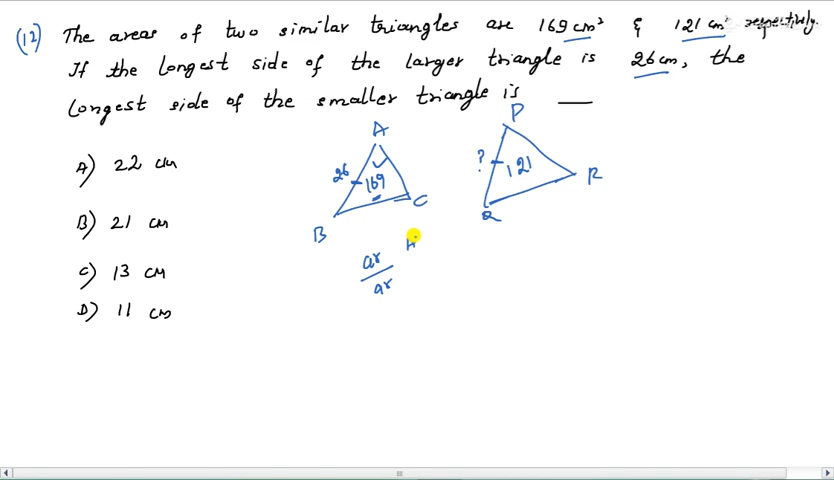 (12) The areas of two similar triangles are 169 cm² & 121 cm² respectively.
If the longest side of the larger triangle is 26 cm, the
longest side of the smaller triangle is ___
A
P
26
169
?
121
R
C
Q
B
A) 22 cm
B) 21 cm
C) 13 cm
D) 11 cm
ar
ar